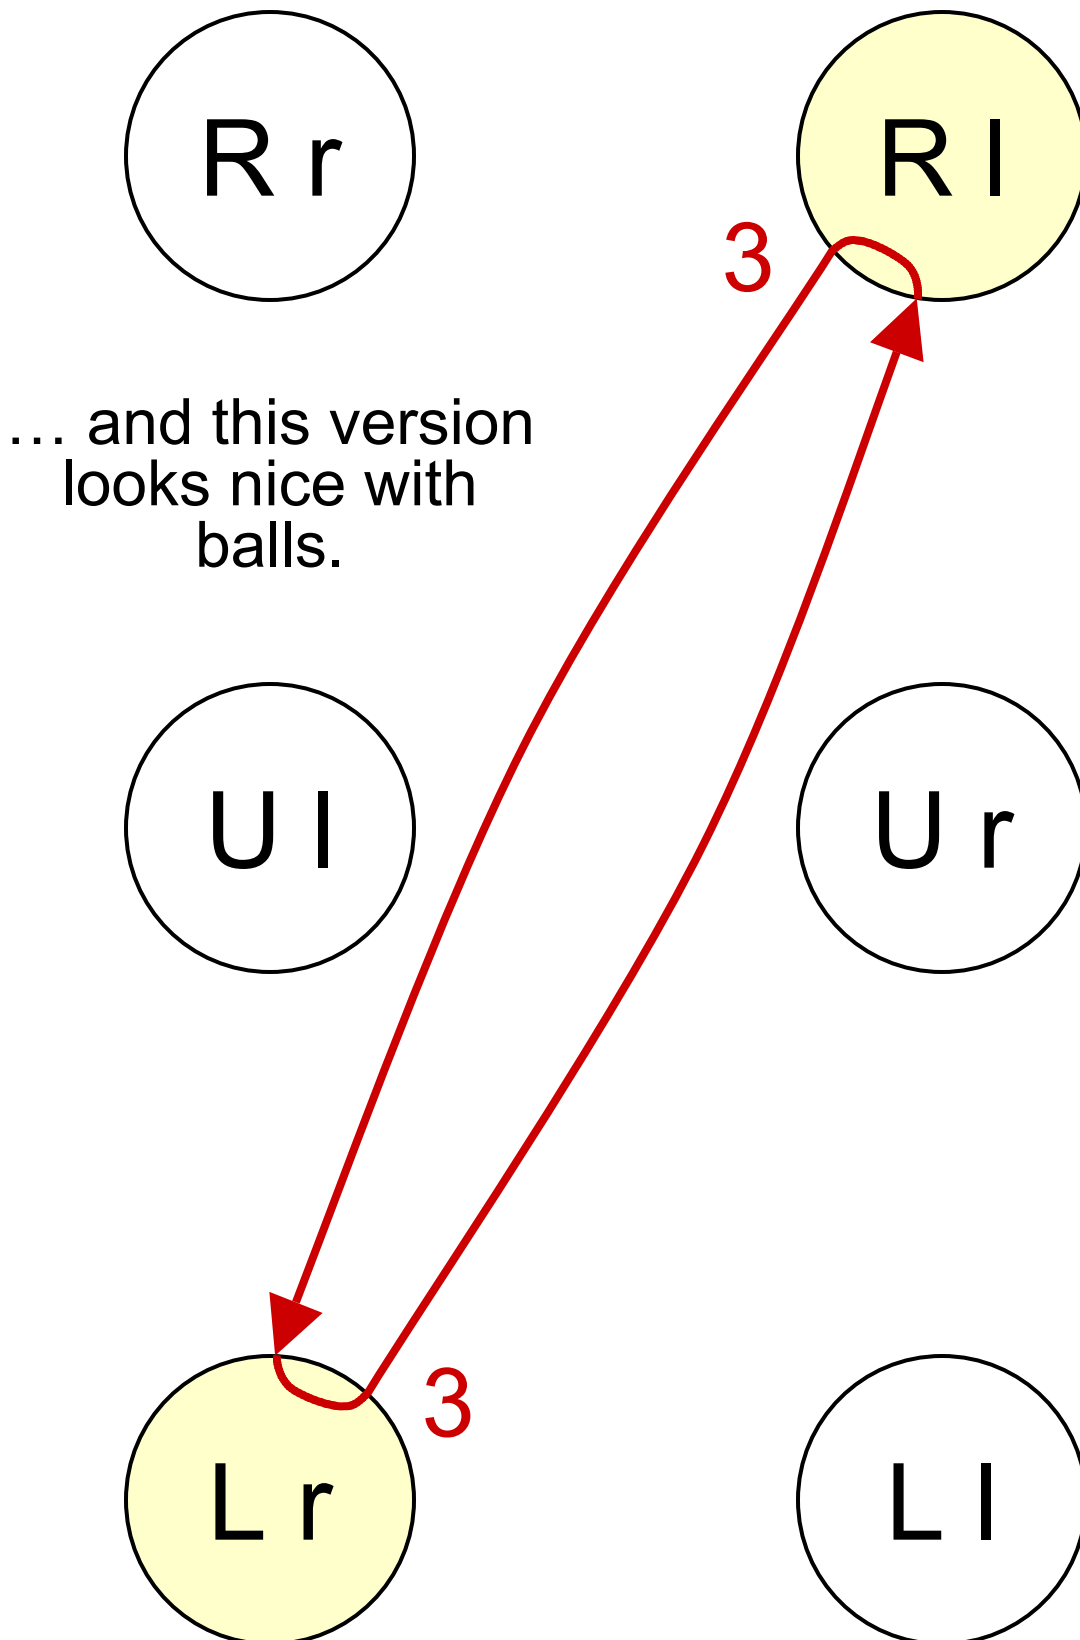 R r
R l
3
… and this version
looks nice with
balls.
U l
U r
3
L r
L l